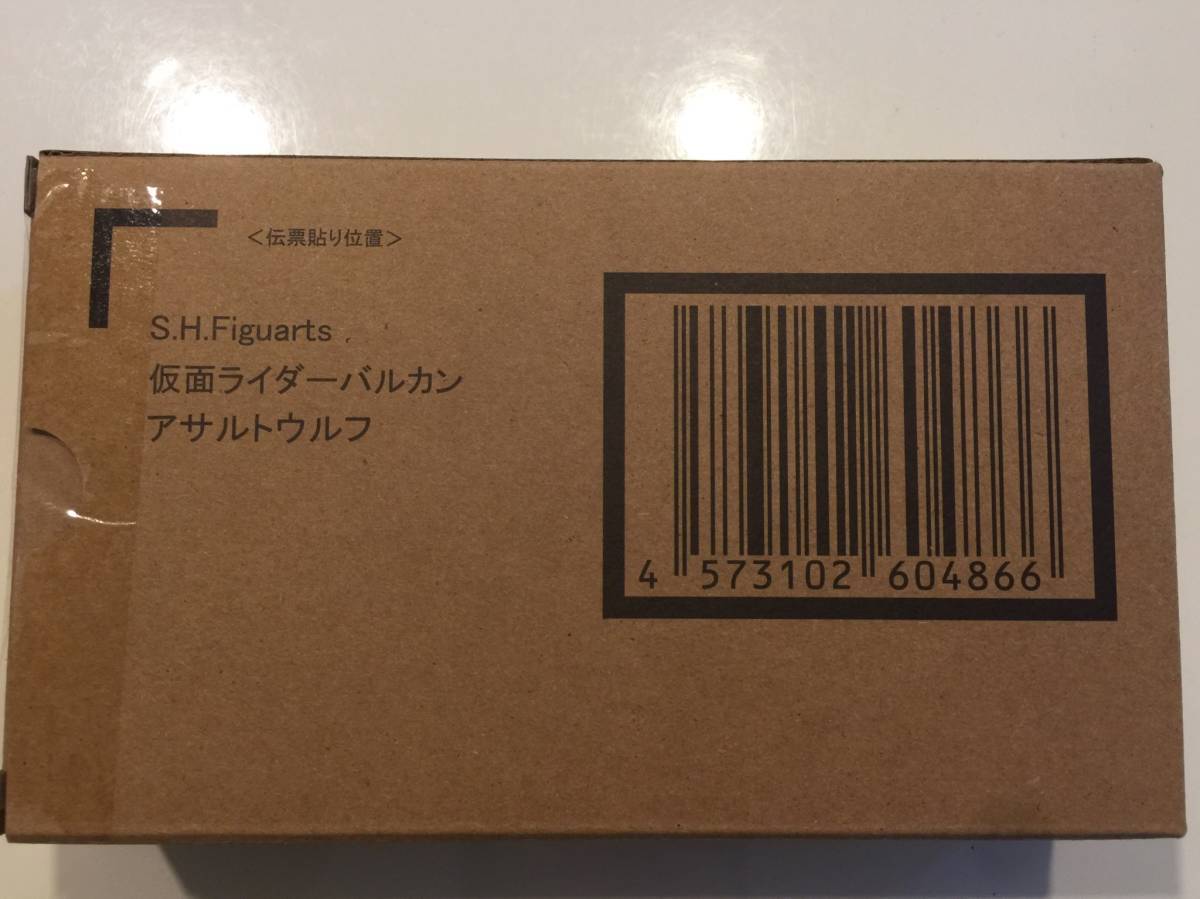 <伝票貼り位置>
S.H.Figuarts
仮面ライダーバルカン
アサルトウルフ
4 573102 604866